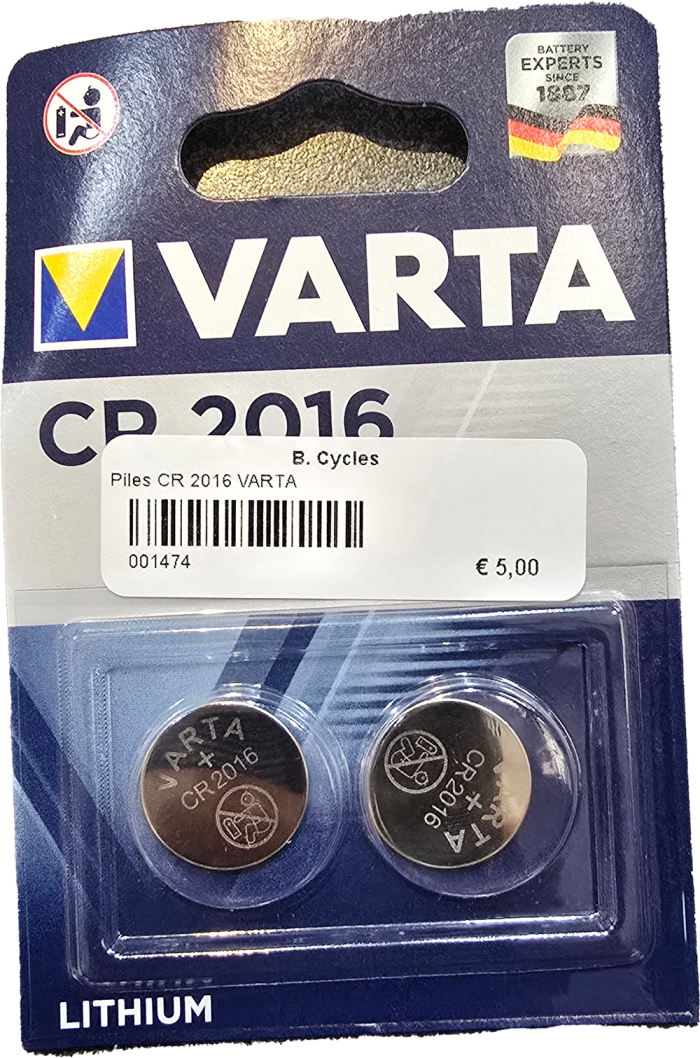 BATTERY
EXPERTS
SINCE
1887
VARTA
CR 2016
B. Cycles
Piles CR 2016 VARTA
001474
€ 5,00
VARTA
+
CR 2016
VARTA
+
CR 2016
LITHIUM